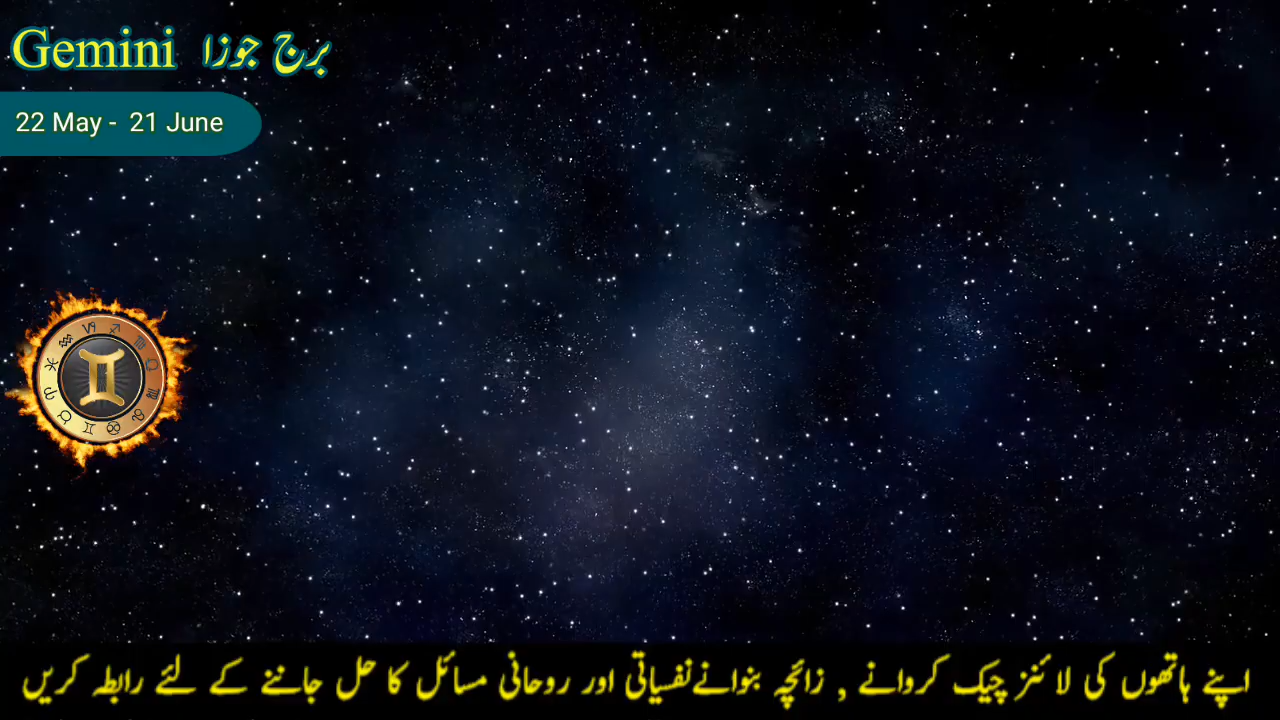 Gemini برج جوزا
22 May - 21 June
اپنے ہاتھوں کی لائنز چیک کروانے , زائچہ بنوانے نفسیاتی اور روحانی مسائل کا حل جاننے کے لئے رابطہ کریں